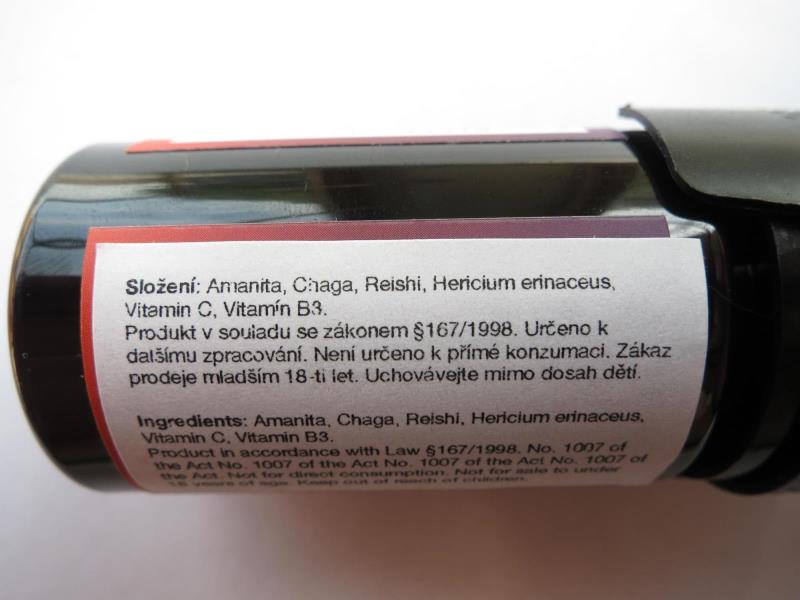 Složení: Amanita, Chaga, Reishi, Hericium erinaceus,
Vitamin C, Vitamín B3.
Produkt v souladu se zákonem §167/1998. Určeno k
dalšímu zpracování. Není určeno k přímé konzumaci. Zákaz
prodeje mladším 18-ti let. Uchovávejte mimo dosah dětí.
Ingredients: Amanita, Chaga, Reishi, Hericium erinaceus,
Vitamin C, Vitamin B3.
Product in accordance with Law §167/1998. No. 1007 of
the Act No. 1007 of the Act No. 1007 of the Act No. 1007 of
the Act. Not for direct consumption. Not for sale to under
18 years of age. Keep out of reach of children.